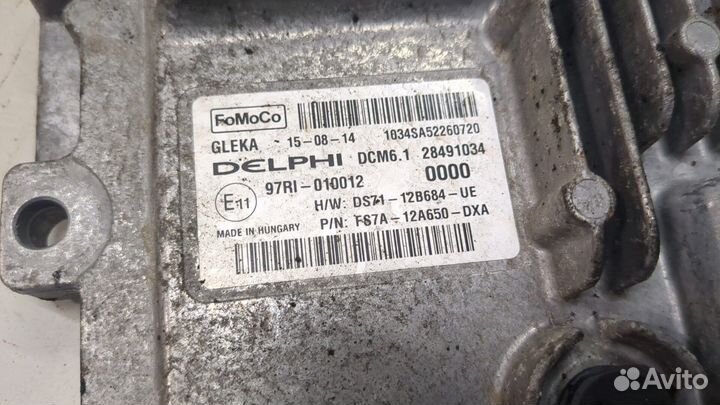 FoMoCo
GLEKA 15-08-14 1034SA52260720
DELPHI DCM6.1 28491034
E11 97RI-010012 0000
H/W: DS71-12B684-UE
MADE IN HUNGARY P/N: FS7A-12A650-DXA
Avito